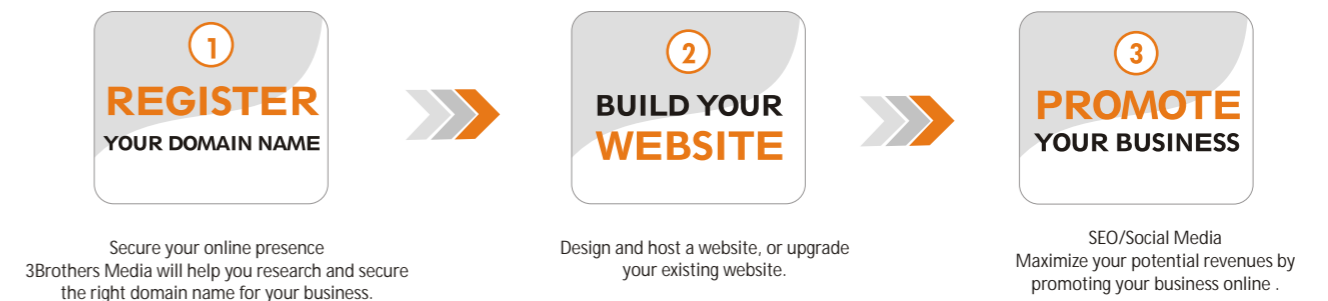 1
REGISTER
YOUR DOMAIN NAME
Secure your online presence
3Brothers Media will help you research and secure
the right domain name for your business.
2
BUILD YOUR
WEBSITE
Design and host a website, or upgrade
your existing website.
3
PROMOTE
YOUR BUSINESS
SEO/Social Media
Maximize your potential revenues by
promoting your business online .